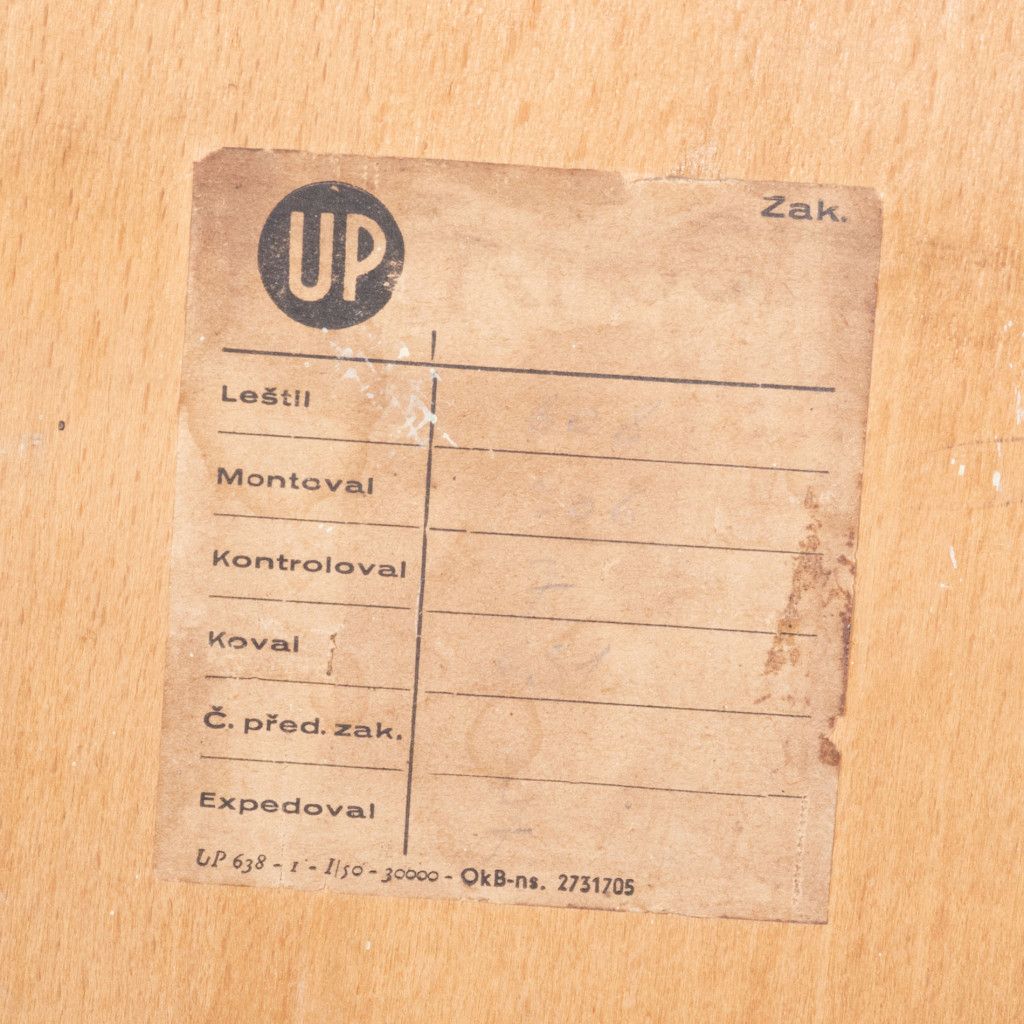 UP
Zak.
Leštil
Montoval
Kontroloval
Koval
Č. před. zak.
Expedoval
UP 638 - 1 - I/50 - 30000 - OkB-ns. 2731705